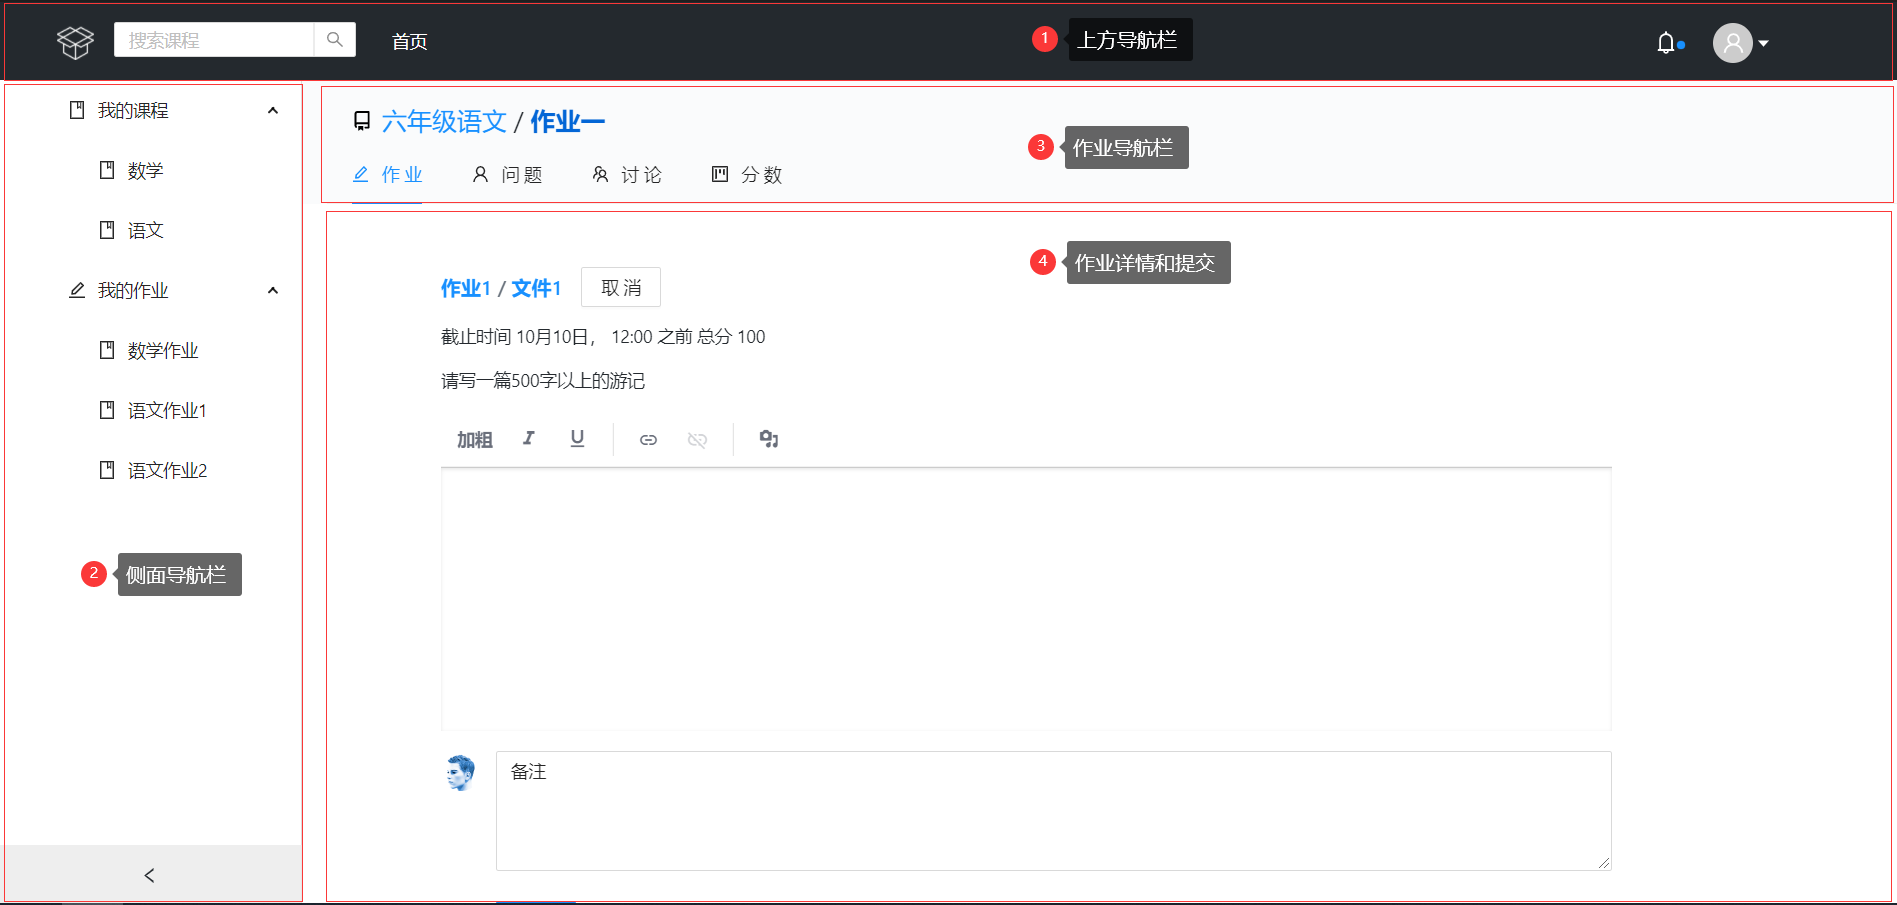 搜索课程
首页
1 上方导航栏
我的课程
数学
语文
我的作业
数学作业
语文作业1
语文作业2
2 侧面导航栏
六年级语文 / 作业一
3 作业导航栏
作业 问题 讨论 分数
4 作业详情和提交
作业1 / 文件1 取消
截止时间 10月10日， 12:00 之前 总分 100
请写一篇500字以上的游记
加粗 I U
备注